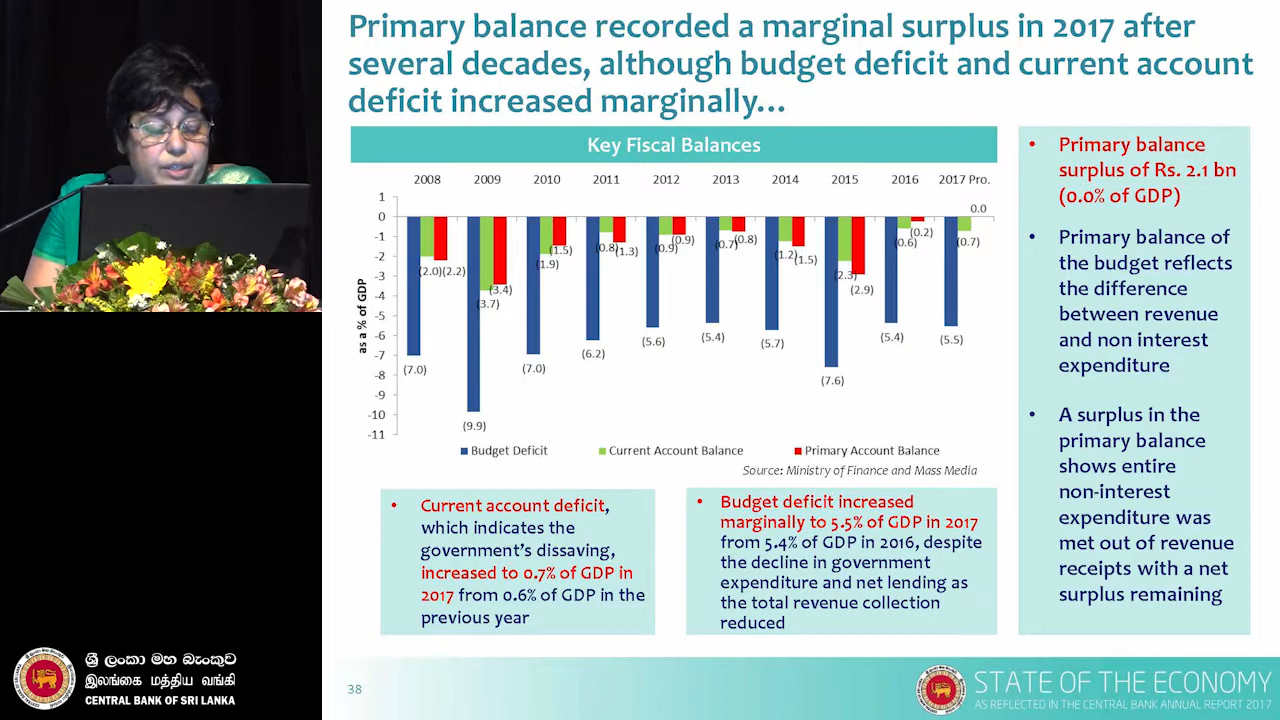 Primary balance recorded a marginal surplus in 2017 after
several decades, although budget deficit and current account
deficit increased marginally...
Key Fiscal Balances
2008 2009 2010 2011 2012 2013 2014 2015 2016 2017 Pro.
1
0
-1
-2
-3
-4
-5
-6
-7
-8
-9
-10
-11
as a % of GDP
(7.0) (2.0) (2.2)
(9.9) (3.7) (3.4)
(7.0) (1.9) (1.5)
(6.2) (0.8) (1.3)
(5.6) (0.9) (0.9)
(5.4) (0.7) (0.8)
(5.7) (1.2) (1.5)
(7.6) (2.3) (2.9)
(5.4) (0.6) (0.2)
(5.5) (0.7) 0.0
Budget Deficit Current Account Balance Primary Account Balance
Source: Ministry of Finance and Mass Media
• Current account deficit,
which indicates the
government's dissaving,
increased to 0.7% of GDP in
2017 from 0.6% of GDP in the
previous year
• Budget deficit increased
marginally to 5.5% of GDP in 2017
from 5.4% of GDP in 2016, despite
the decline in government
expenditure and net lending as
the total revenue collection
reduced
• Primary balance
surplus of Rs. 2.1 bn
(0.0% of GDP)
• Primary balance of
the budget reflects
the difference
between revenue
and non interest
expenditure
• A surplus in the
primary balance
shows entire
non-interest
expenditure was
met out of revenue
receipts with a net
surplus remaining
ශ්‍රී ලංකා මහ බැංකුව
இலங்கை மத்திய வங்கி
CENTRAL BANK OF SRI LANKA
38
STATE OF THE ECONOMY
AS REFLECTED IN THE CENTRAL BANK ANNUAL REPORT 2017